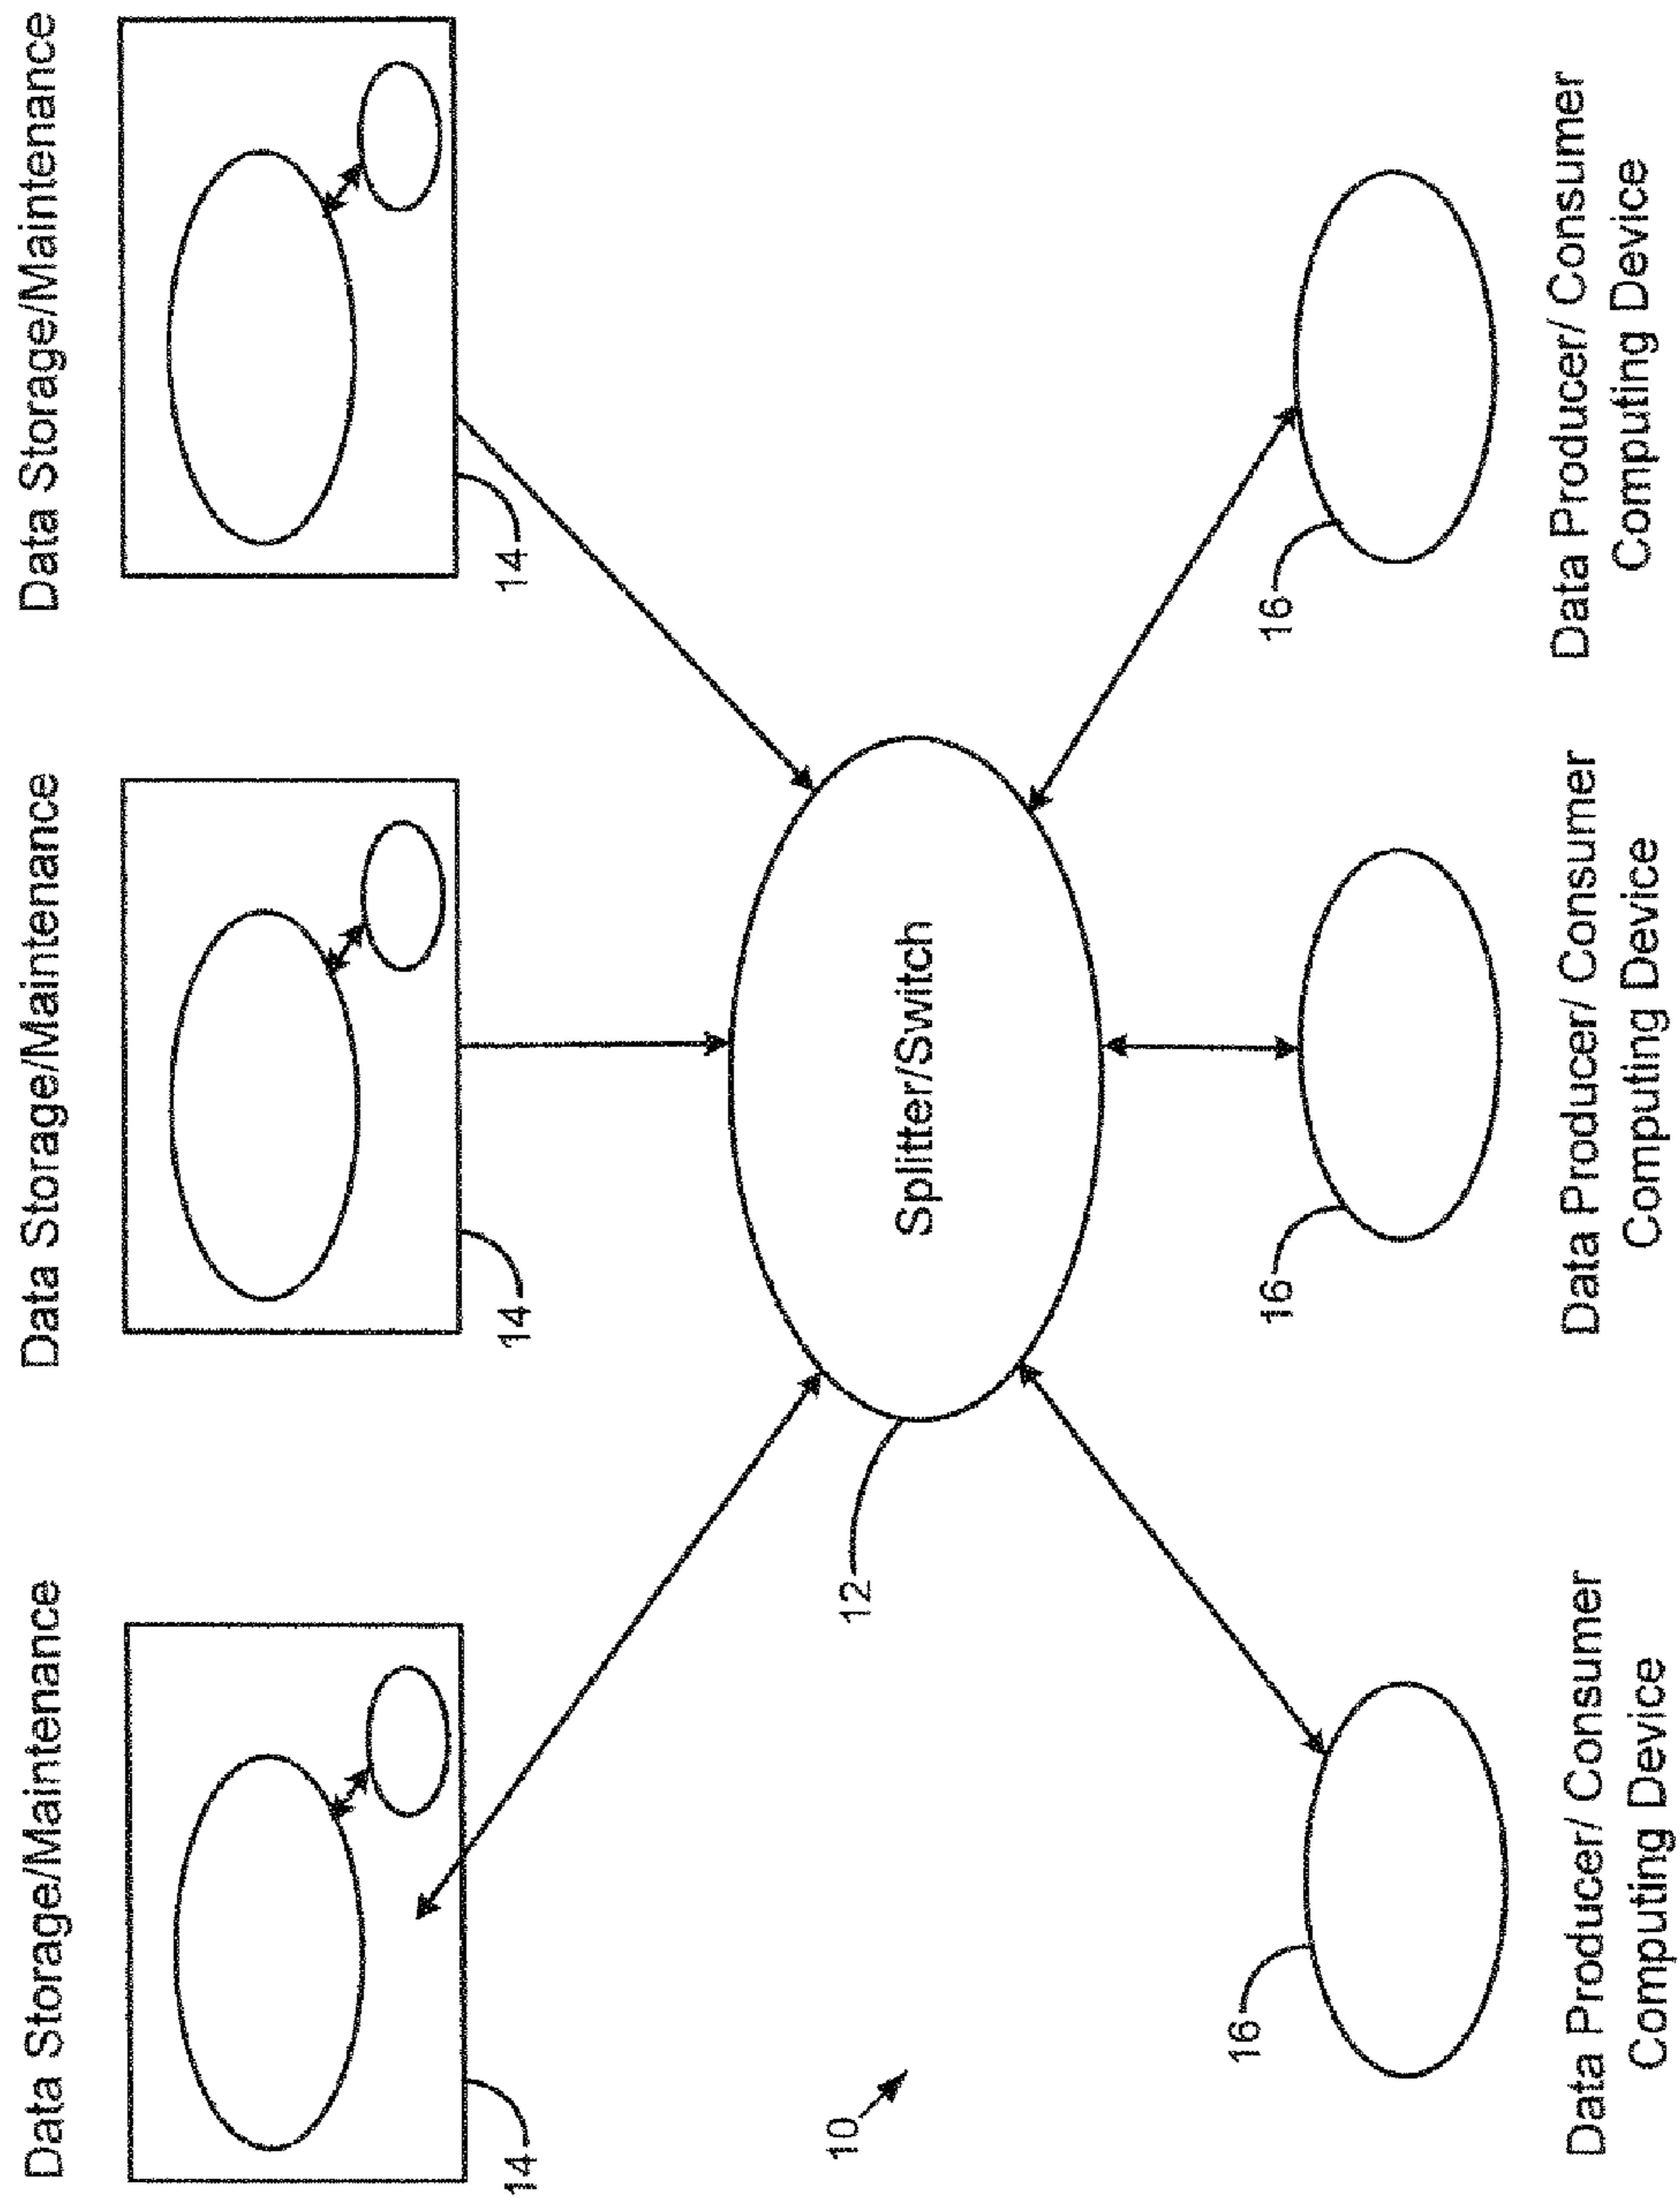 Data Storage/Maintenance
Data Storage/Maintenance
Data Storage/Maintenance
14
14
14
Splitter/Switch
12
10
16
16
16
Data Producer/ Consumer
Computing Device
Data Producer/ Consumer
Computing Device
Data Producer/ Consumer
Computing Device